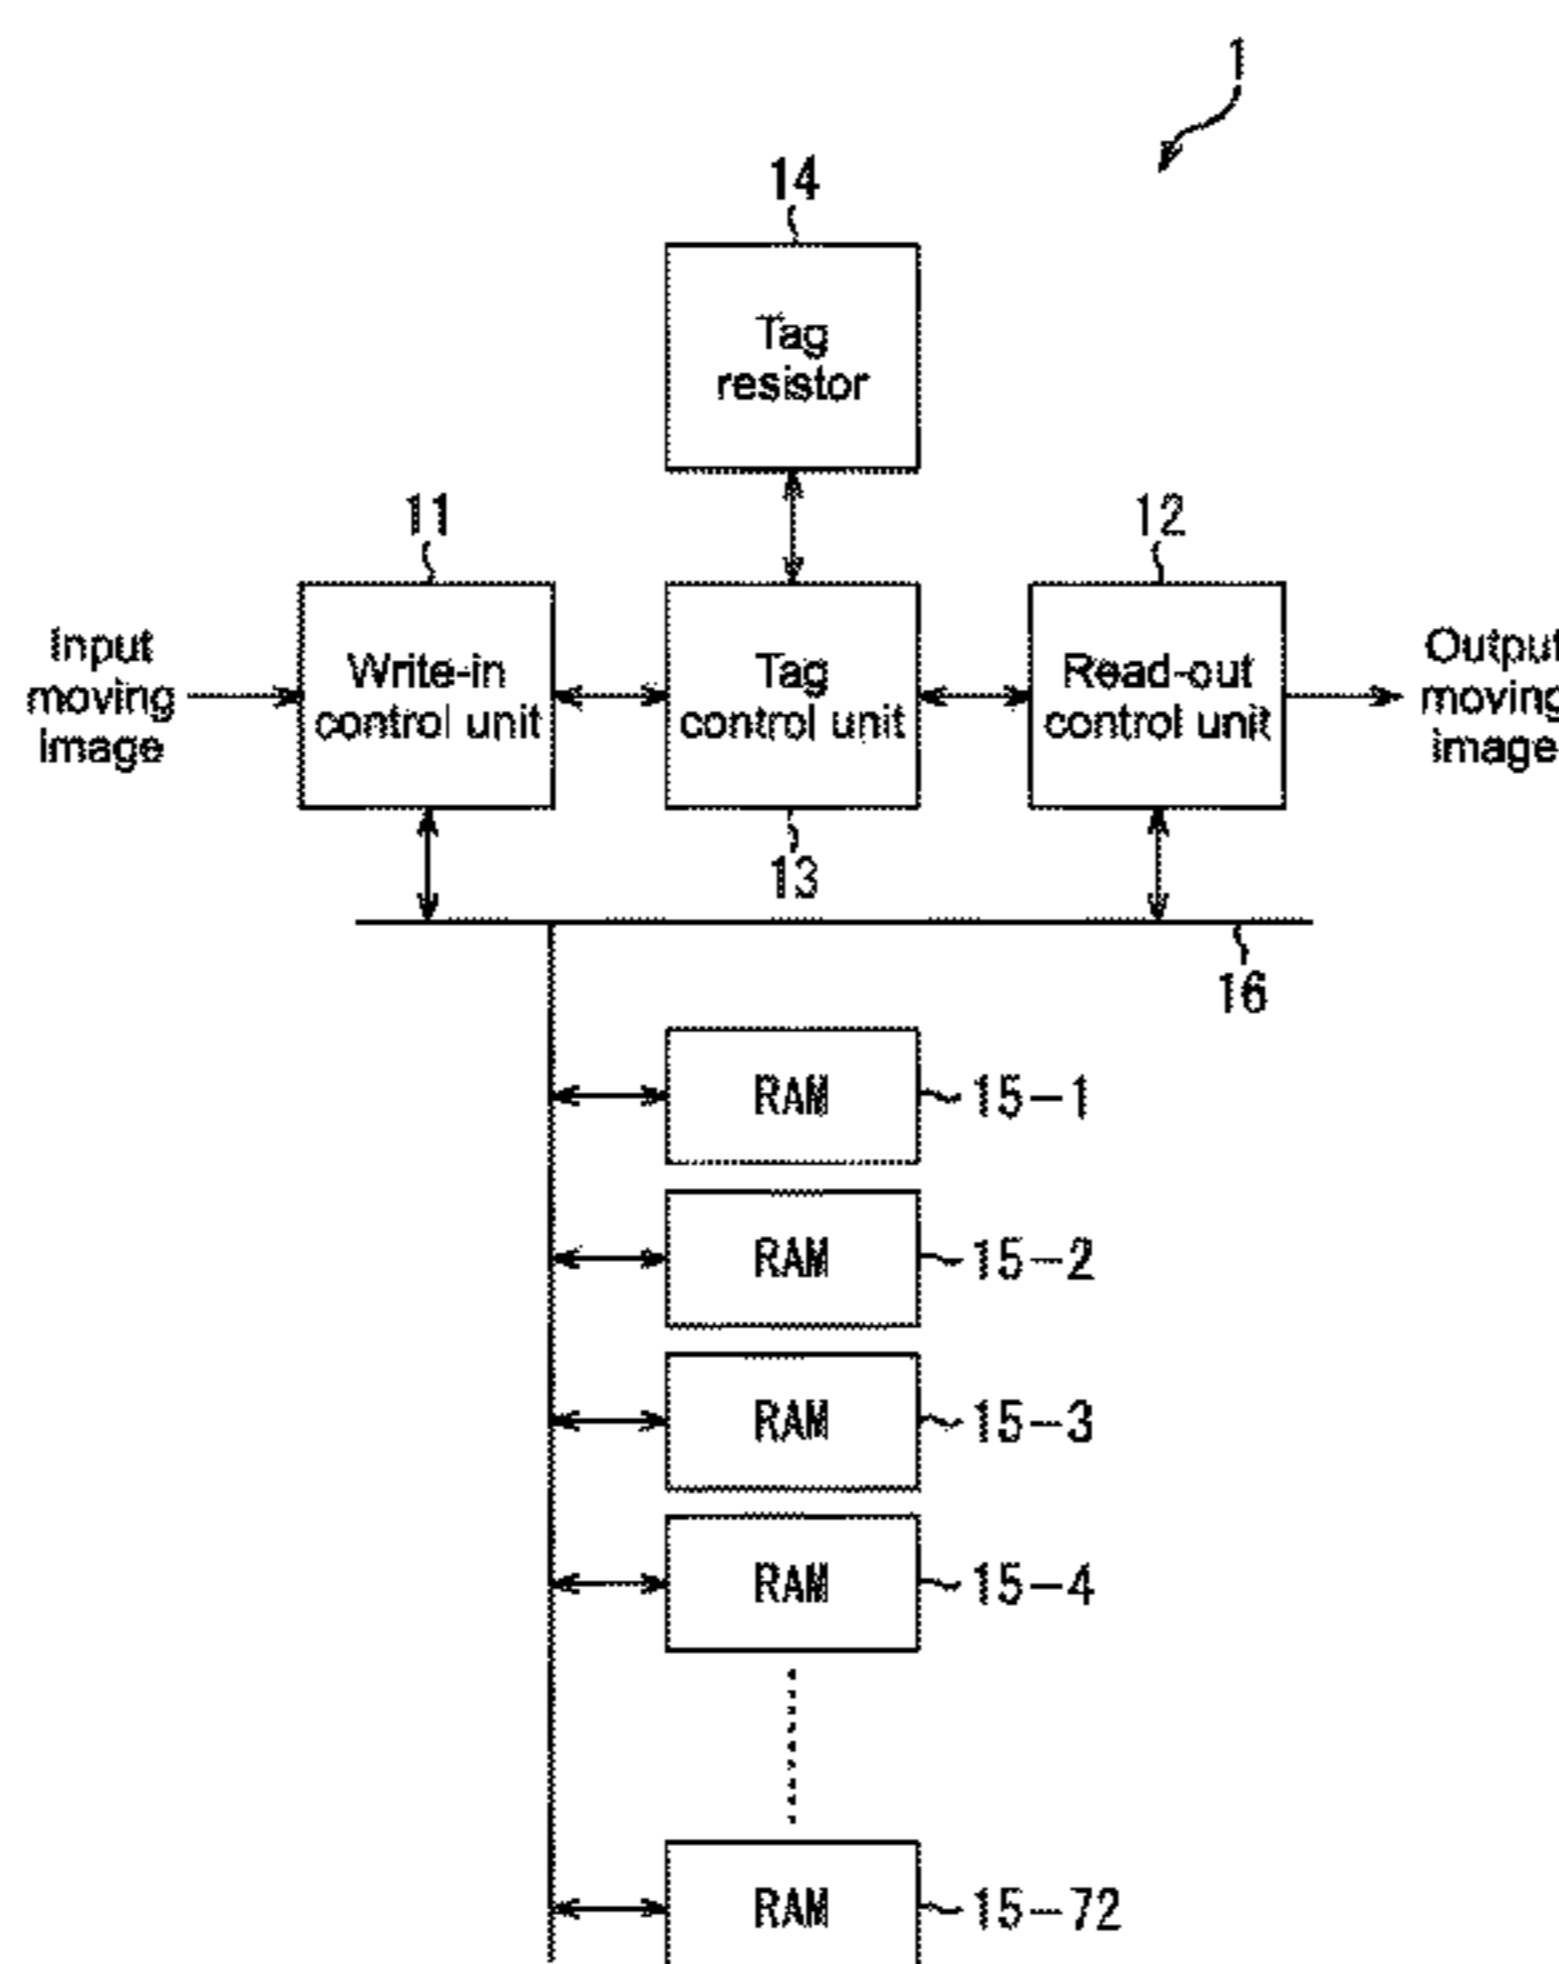 1
14
Tag
resistor
11
12
Input
moving
image
Write-in
control unit
Tag
control unit
Read-out
control unit
Output
moving
image
13
16
RAM
15-1
RAM
15-2
RAM
15-3
RAM
15-4
RAM
15-72